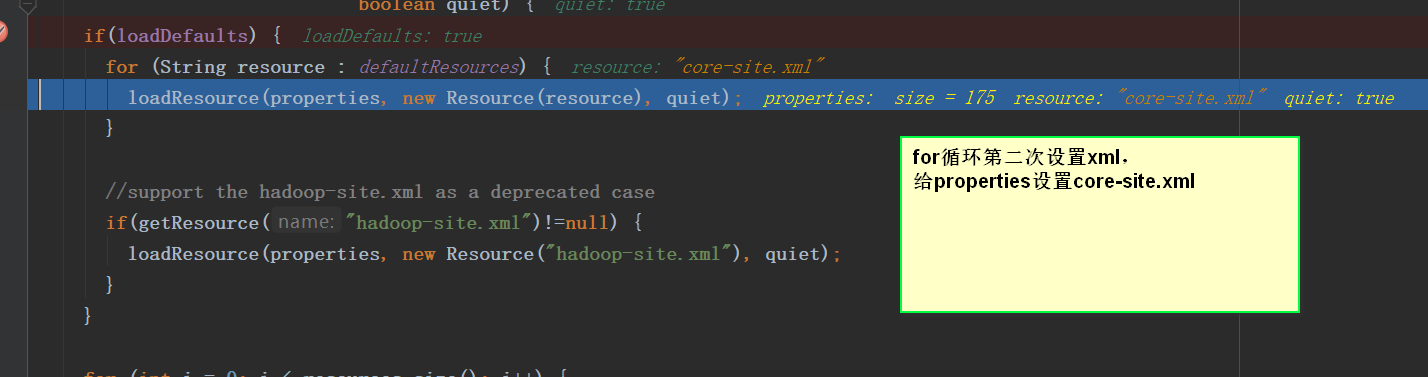 boolean quiet) { quiet: true
if(loadDefaults) { loadDefaults: true
for (String resource : defaultResources) { resource: "core-site.xml"
loadResource(properties, new Resource(resource), quiet); properties: size = 175 resource: "core-site.xml" quiet: true
}
for循环第二次设置xml，
给properties设置core-site.xml
//support the hadoop-site.xml as a deprecated case
if(getResource( name: "hadoop-site.xml")!=null) {
loadResource(properties, new Resource("hadoop-site.xml"), quiet);
}
}
for (int i = 0; i < resources.size(); i++) {